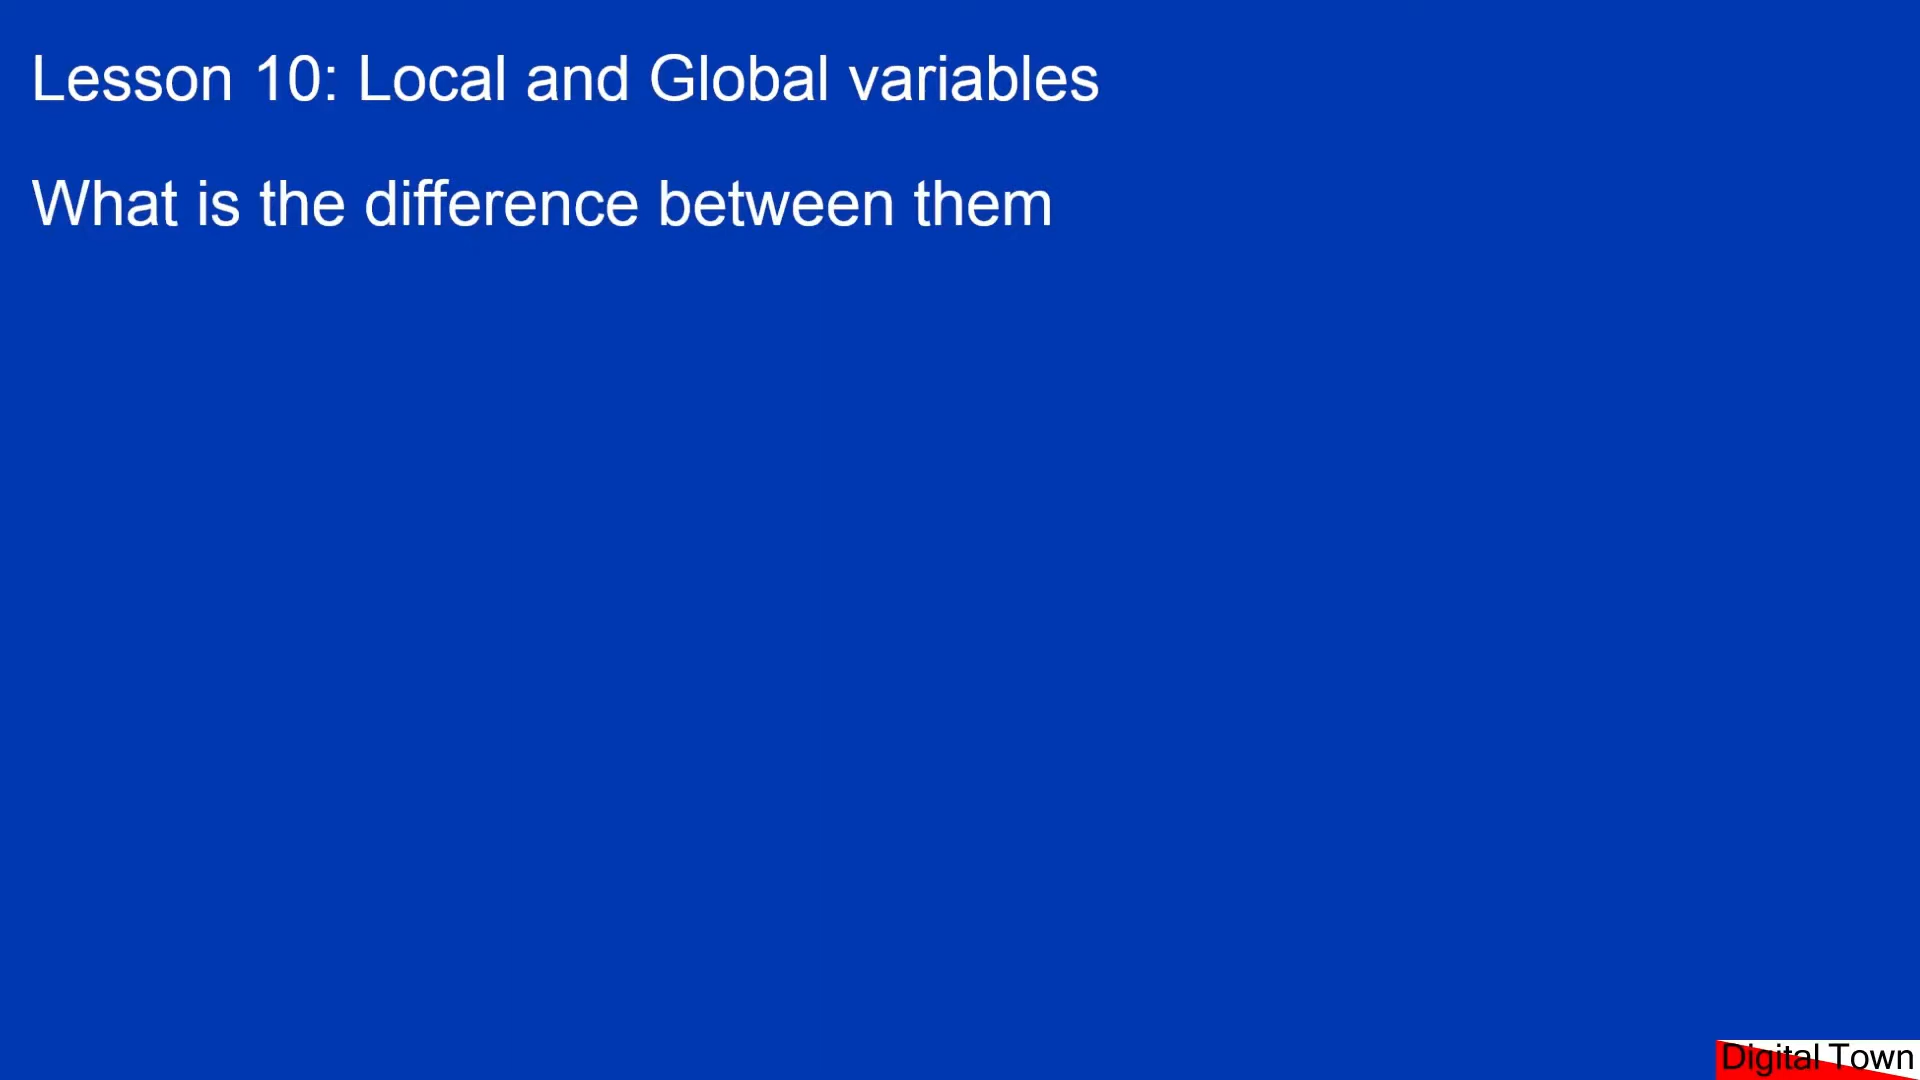 Lesson 10: Local and Global variables
What is the difference between them
Digital Town